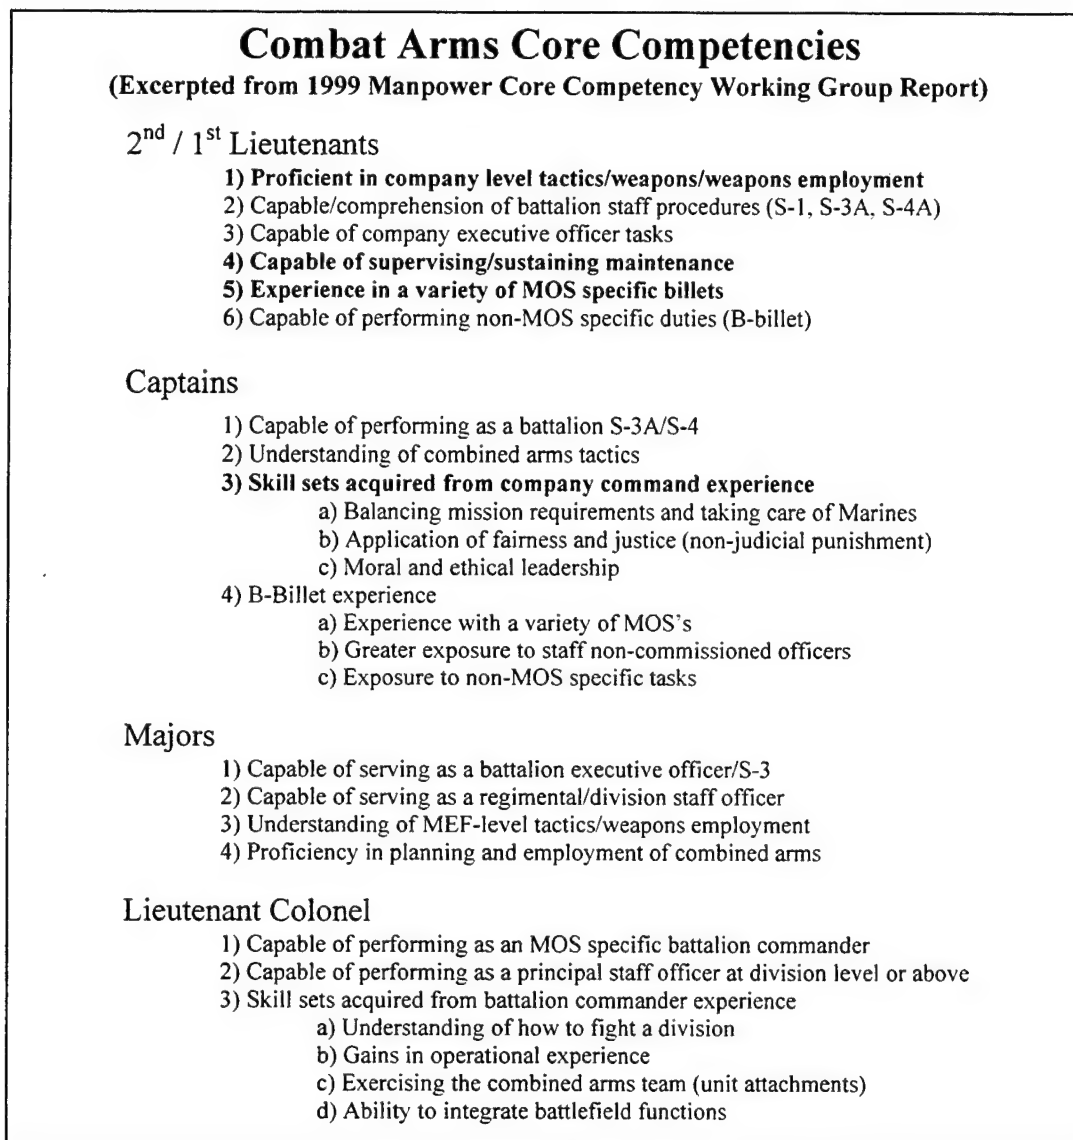 Combat Arms Core Competencies
(Excerpted from 1999 Manpower Core Competency Working Group Report)
2nd / 1st Lieutenants
1) Proficient in company level tactics/weapons/weapons employment
2) Capable/comprehension of battalion staff procedures (S-1, S-3A, S-4A)
3) Capable of company executive officer tasks
4) Capable of supervising/sustaining maintenance
5) Experience in a variety of MOS specific billets
6) Capable of performing non-MOS specific duties (B-billet)
Captains
1) Capable of performing as a battalion S-3A/S-4
2) Understanding of combined arms tactics
3) Skill sets acquired from company command experience
a) Balancing mission requirements and taking care of Marines
b) Application of fairness and justice (non-judicial punishment)
c) Moral and ethical leadership
4) B-Billet experience
a) Experience with a variety of MOS's
b) Greater exposure to staff non-commissioned officers
c) Exposure to non-MOS specific tasks
Majors
1) Capable of serving as a battalion executive officer/S-3
2) Capable of serving as a regimental/division staff officer
3) Understanding of MEF-level tactics/weapons employment
4) Proficiency in planning and employment of combined arms
Lieutenant Colonel
1) Capable of performing as an MOS specific battalion commander
2) Capable of performing as a principal staff officer at division level or above
3) Skill sets acquired from battalion commander experience
a) Understanding of how to fight a division
b) Gains in operational experience
c) Exercising the combined arms team (unit attachments)
d) Ability to integrate battlefield functions